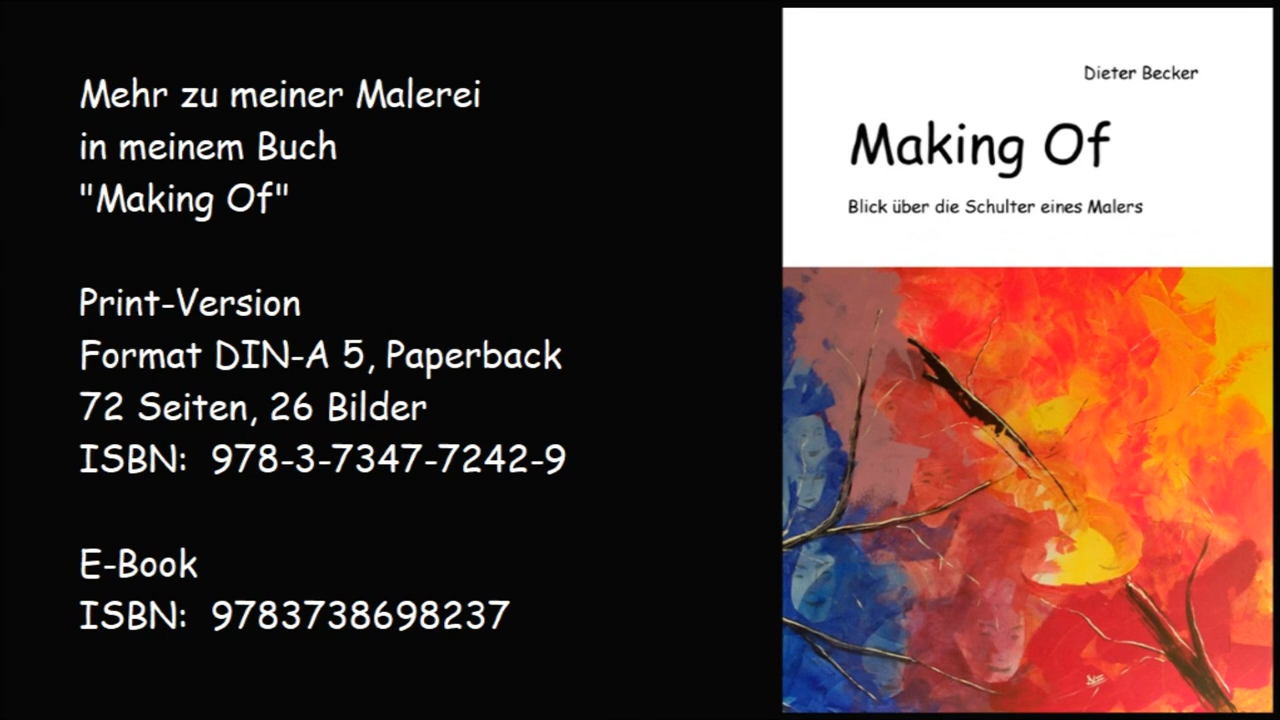 Mehr zu meiner Malerei
in meinem Buch
"Making Of"
Print-Version
Format DIN-A 5, Paperback
72 Seiten, 26 Bilder
ISBN:  978-3-7347-7242-9
E-Book
ISBN:  9783738698237
Dieter Becker
Making Of
Blick über die Schulter eines Malers